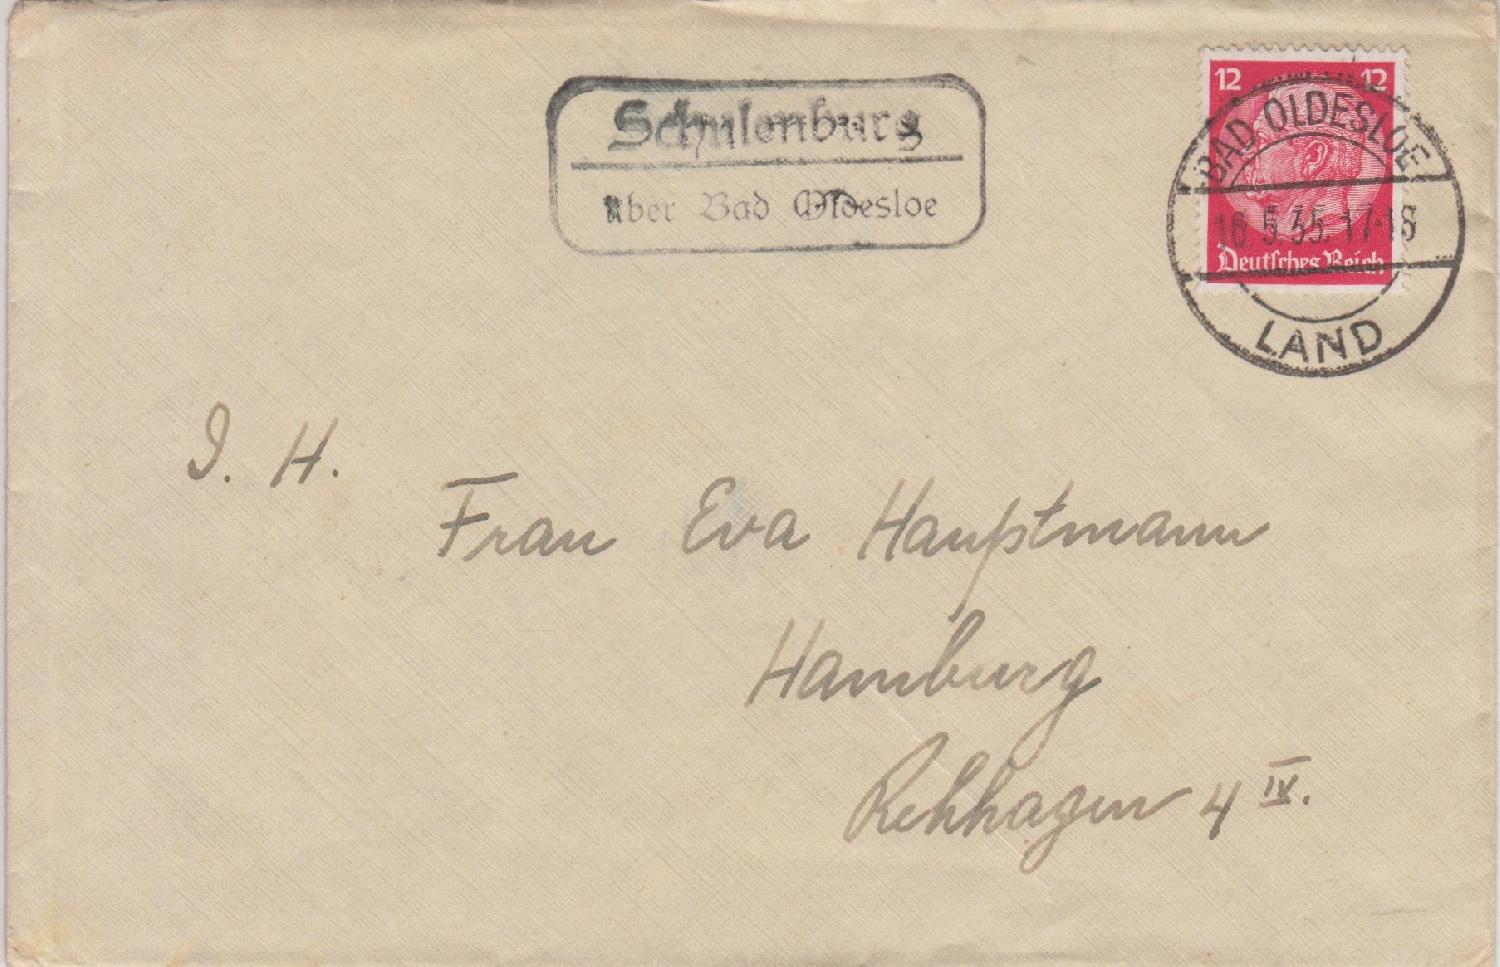 Schulenburg
über Bad Oldesloe
12 12
Deutsches Reich
BAD OLDESLOE
16.5.35.17-18
LAND
I. H.
Frau Eva Hauptmann
Hamburg
Rehhagen 4 IV.